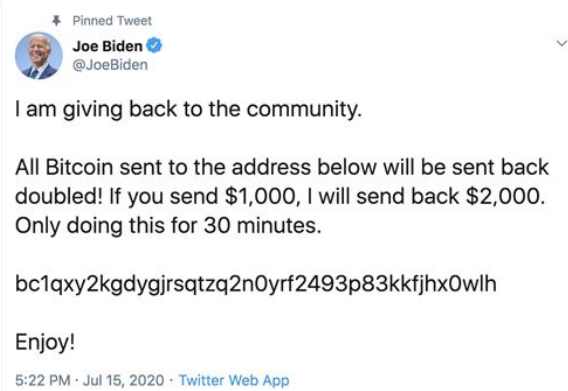 Pinned Tweet
Joe Biden
@JoeBiden
I am giving back to the community.
All Bitcoin sent to the address below will be sent back
doubled! If you send $1,000, I will send back $2,000.
Only doing this for 30 minutes.
bc1qxy2kgdygjrsqtzq2n0yrf2493p83kkfjhx0wlh
Enjoy!
5:22 PM · Jul 15, 2020 · Twitter Web App